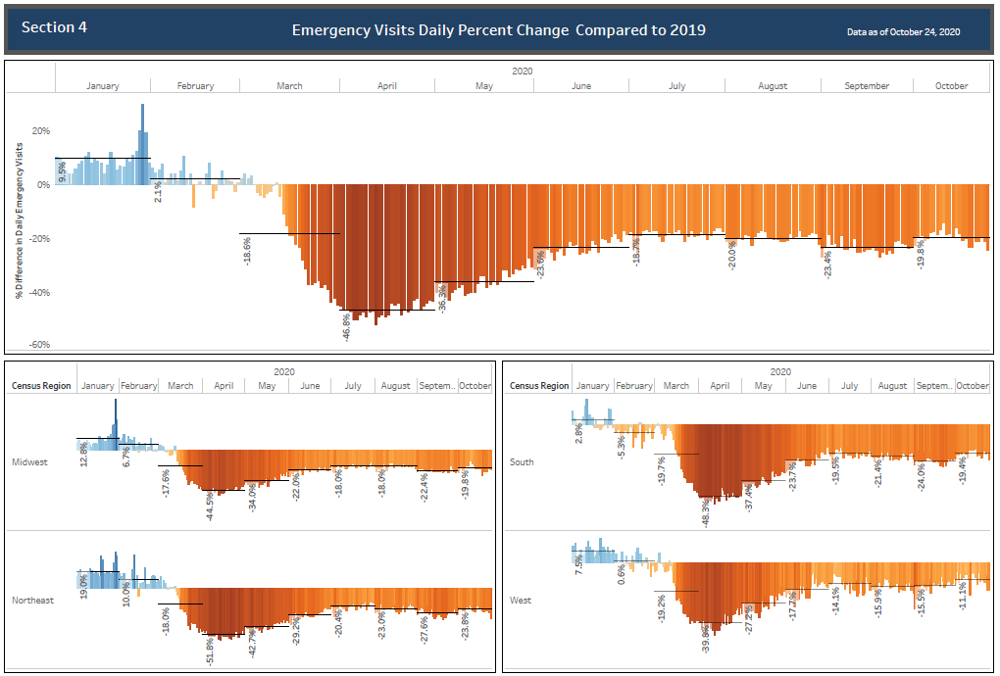 Section 4
Emergency Visits Daily Percent Change Compared to 2019
Data as of October 24, 2020
2020
January February March April May June July August September October
% Difference in Daily Emergency Visits
20%
0%
-20%
-40%
-60%
9.5% 2.1% -18.6% -46.8% -36.3% -23.6% -18.7% -20.0% -23.4% -19.8%
2020
Census Region January February March April May June July August Septem.. October
Midwest
12.8% 6.7% -17.6% -44.5% -34.0% -22.0% -18.0% -18.0% -22.4% -19.8%
Northeast
19.0% 10.0% -18.0% -51.8% -42.7% -29.2% -20.4% -23.0% -27.6% -23.8%
2020
Census Region January February March April May June July August Septem.. October
South
2.8% -5.3% -19.7% -48.3% -37.4% -23.7% -19.5% -21.4% -24.0% -19.4%
West
7.5% 0.6% -19.2% -39.8% -27.2% -17.7% -14.1% -15.9% -15.5% -11.1%